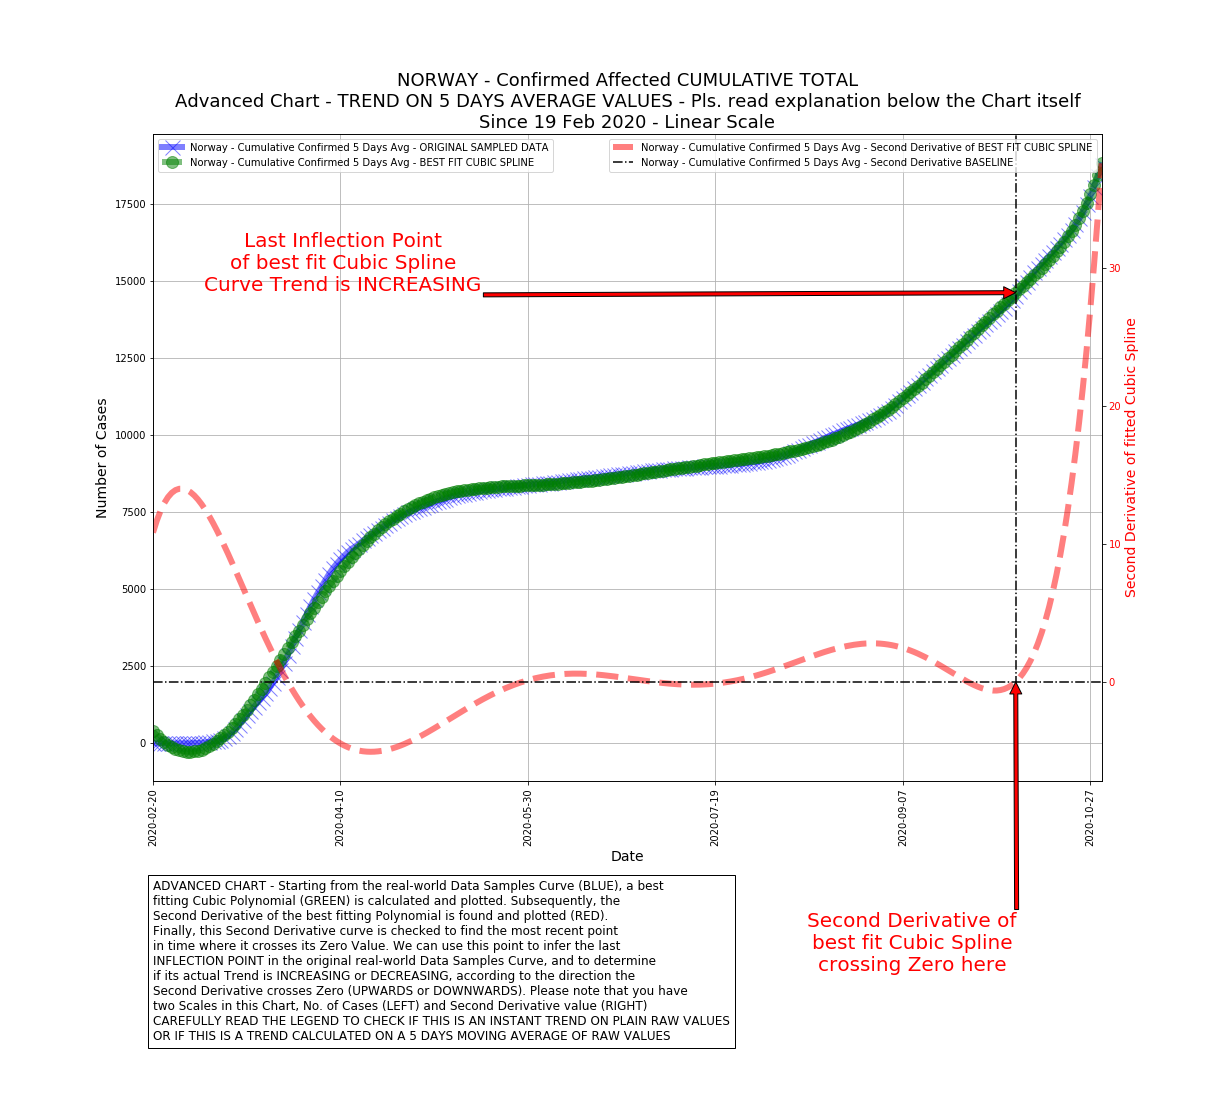 NORWAY - Confirmed Affected CUMULATIVE TOTAL
Advanced Chart - TREND ON 5 DAYS AVERAGE VALUES - Pls. read explanation below the Chart itself
Since 19 Feb 2020 - Linear Scale
Norway - Cumulative Confirmed 5 Days Avg - ORIGINAL SAMPLED DATA
Norway - Cumulative Confirmed 5 Days Avg - BEST FIT CUBIC SPLINE
Norway - Cumulative Confirmed 5 Days Avg - Second Derivative of BEST FIT CUBIC SPLINE
Norway - Cumulative Confirmed 5 Days Avg - Second Derivative BASELINE
Last Inflection Point
of best fit Cubic Spline
Curve Trend is INCREASING
Number of Cases
17500
15000
12500
10000
7500
5000
2500
0
30
20
10
0
Second Derivative of fitted Cubic Spline
2020-02-20
2020-04-10
2020-05-30
2020-07-19
2020-09-07
2020-10-27
Date
ADVANCED CHART - Starting from the real-world Data Samples Curve (BLUE), a best
fitting Cubic Polynomial (GREEN) is calculated and plotted. Subsequently, the
Second Derivative of the best fitting Polynomial is found and plotted (RED).
Finally, this Second Derivative curve is checked to find the most recent point
in time where it crosses its Zero Value. We can use this point to infer the last
INFLECTION POINT in the original real-world Data Samples Curve, and to determine
if its actual Trend is INCREASING or DECREASING, according to the direction the
Second Derivative crosses Zero (UPWARDS or DOWNWARDS). Please note that you have
two Scales in this Chart, No. of Cases (LEFT) and Second Derivative value (RIGHT)
CAREFULLY READ THE LEGEND TO CHECK IF THIS IS AN INSTANT TREND ON PLAIN RAW VALUES
OR IF THIS IS A TREND CALCULATED ON A 5 DAYS MOVING AVERAGE OF RAW VALUES
Second Derivative of
best fit Cubic Spline
crossing Zero here